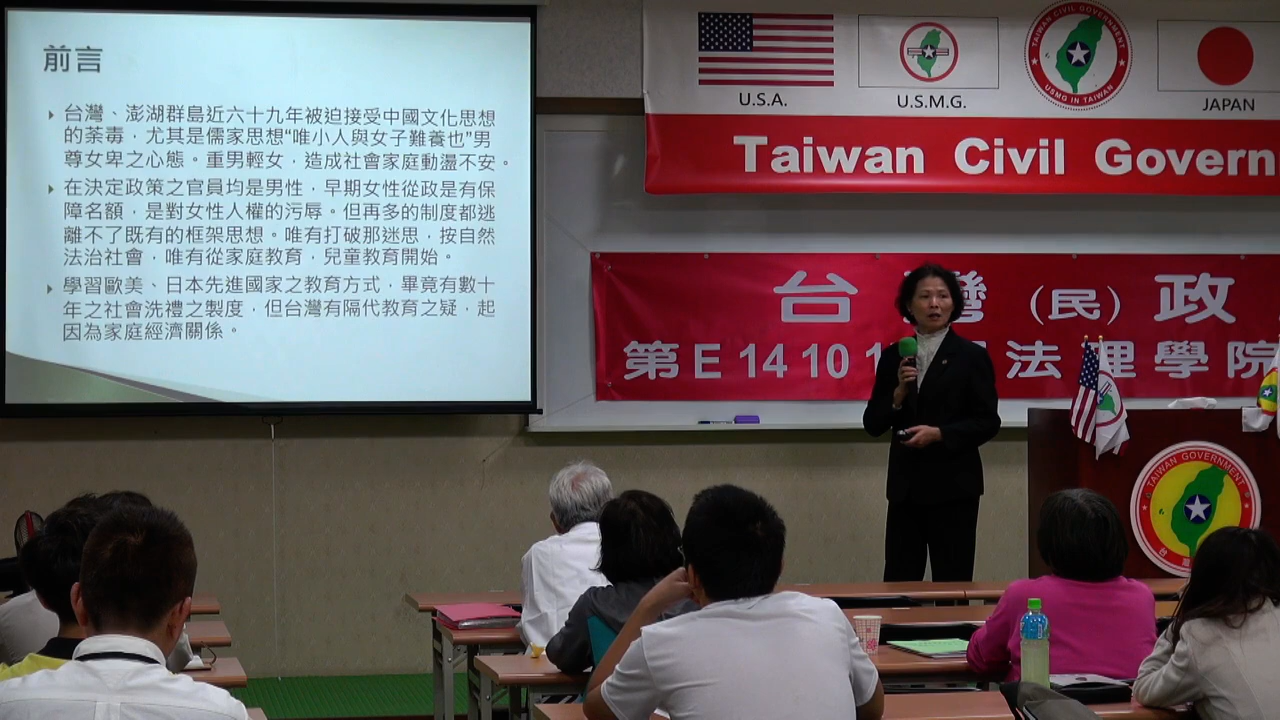 前言
台灣、澎湖群島近六十九年被迫接受中國文化思想
的荼毒，尤其是儒家思想“唯小人與女子難養也”男
尊女卑之心態。重男輕女，造成社會家庭動盪不安。
在決定政策之官員均是男性，早期女性從政是有保
障名額，是對女性人權的污辱。但再多的制度都逃
離不了既有的框架思想。唯有打破那迷思，按自然
法治社會，唯有從家庭教育，兒童教育開始。
學習歐美、日本先進國家之教育方式，畢竟有數十
年之社會洗禮之製度，但台灣有隔代教育之疑，起
因為家庭經濟關係。
U.S.A.
U.S.M.G.
TAIWAN CIVIL GOVERNMENT
USMG IN TAIWAN
JAPAN
Taiwan Civil Govern
台灣（民）政
第E 14 10 1 法理學院
TAIWAN GOVERNMENT
台